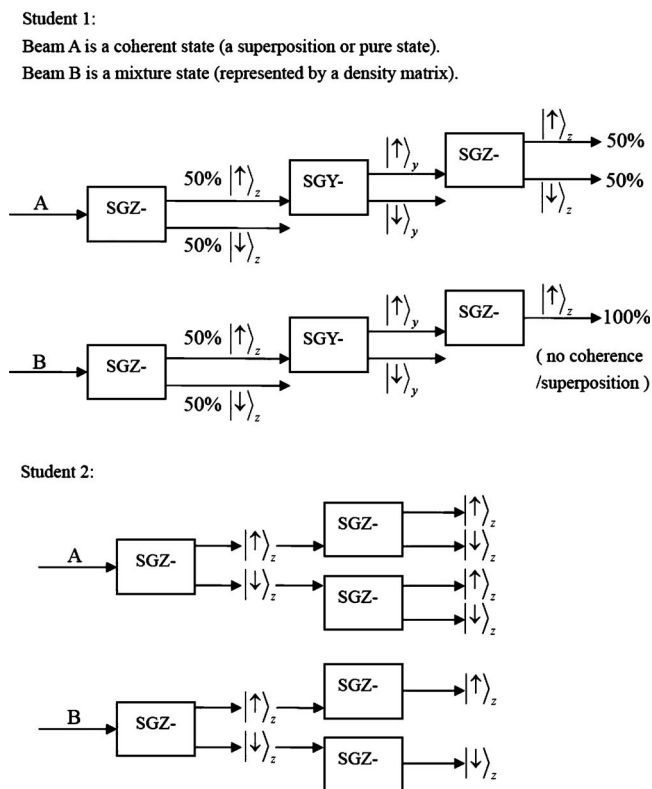 Student 1:
Beam A is a coherent state (a superposition or pure state).
Beam B is a mixture state (represented by a density matrix).
|↑⟩z
50%
|↑⟩y
SGZ-
50% |↑⟩z
SGY-
50%
A
SGZ-
|↓⟩y
|↓⟩z
50% |↓⟩z
|↑⟩z
|↑⟩y
SGZ-
100%
50% |↑⟩z
SGY-
( no coherence
/superposition )
B
SGZ-
|↓⟩y
50% |↓⟩z
Student 2:
|↑⟩z
SGZ-
A
SGZ-
|↑⟩z
|↓⟩z
|↓⟩z
SGZ-
|↑⟩z
|↓⟩z
SGZ-
|↑⟩z
B
SGZ-
|↑⟩z
|↓⟩z
SGZ-
|↓⟩z